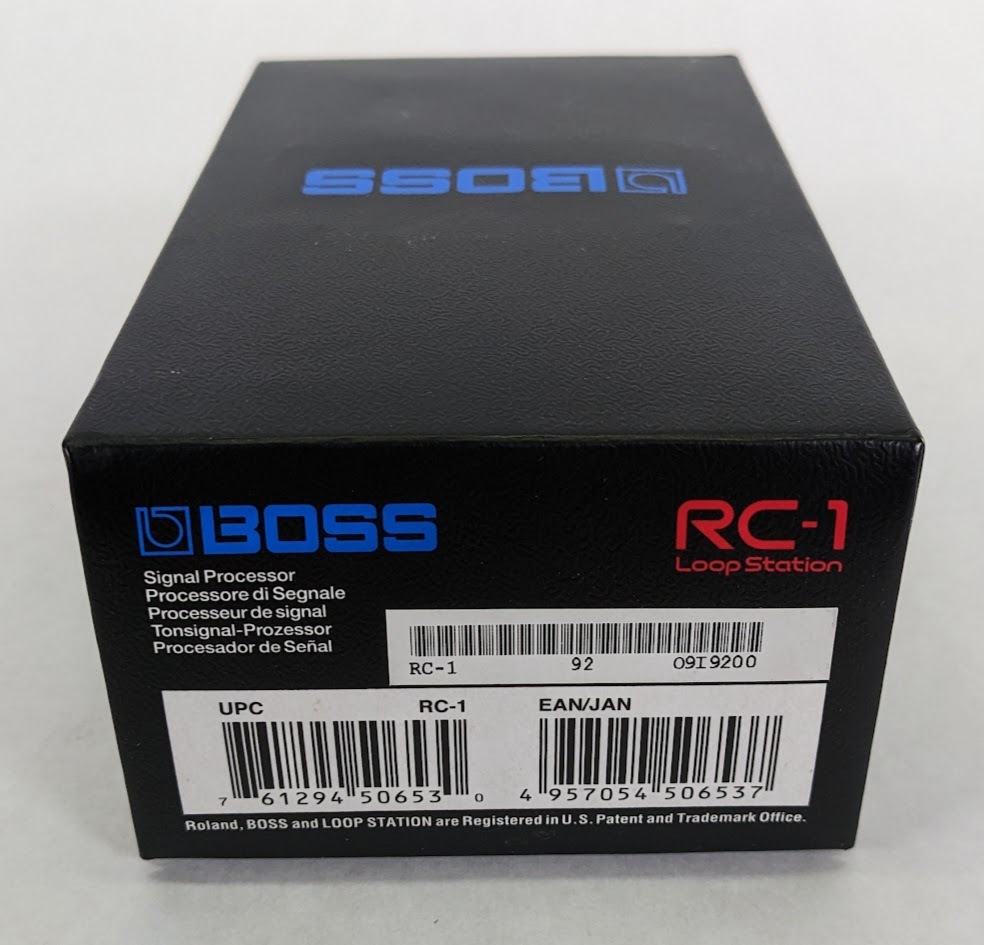 BOSS
BOSS
RC-1
Loop Station
Signal Processor
Processore di Segnale
Processeur de signal
Tonsignal-Prozessor
Procesador de Señal
RC-1 92 09I9200
UPC RC-1 EAN/JAN
7 61294 50653 0 4 957054 506537
Roland, BOSS and LOOP STATION are Registered in U.S. Patent and Trademark Office.